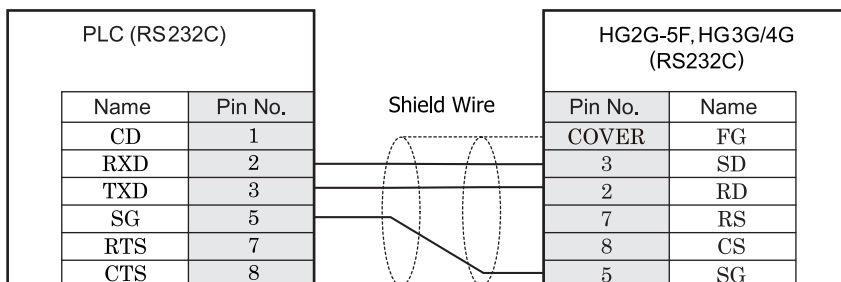 PLC (RS232C)
HG2G-5F, HG3G/4G
(RS232C)
Shield Wire
Name Pin No.
CD 1
RXD 2
TXD 3
SG 5
RTS 7
CTS 8
Pin No. Name
COVER FG
3 SD
2 RD
7 RS
8 CS
5 SG